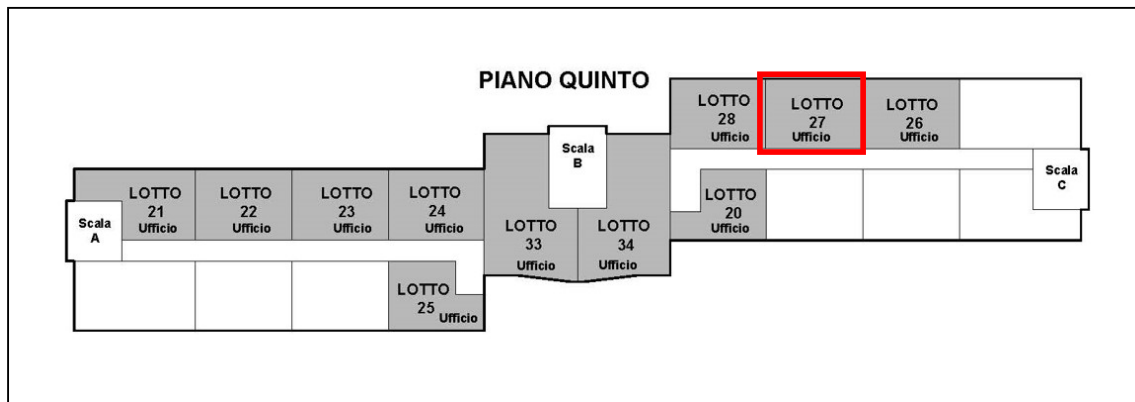 PIANO QUINTO
LOTTO
28
Ufficio
LOTTO
27
Ufficio
LOTTO
26
Ufficio
Scala
B
Scala
C
LOTTO
21
Ufficio
LOTTO
22
Ufficio
LOTTO
23
Ufficio
LOTTO
24
Ufficio
LOTTO
20
Ufficio
Scala
A
LOTTO
33
Ufficio
LOTTO
34
Ufficio
LOTTO
25
Ufficio